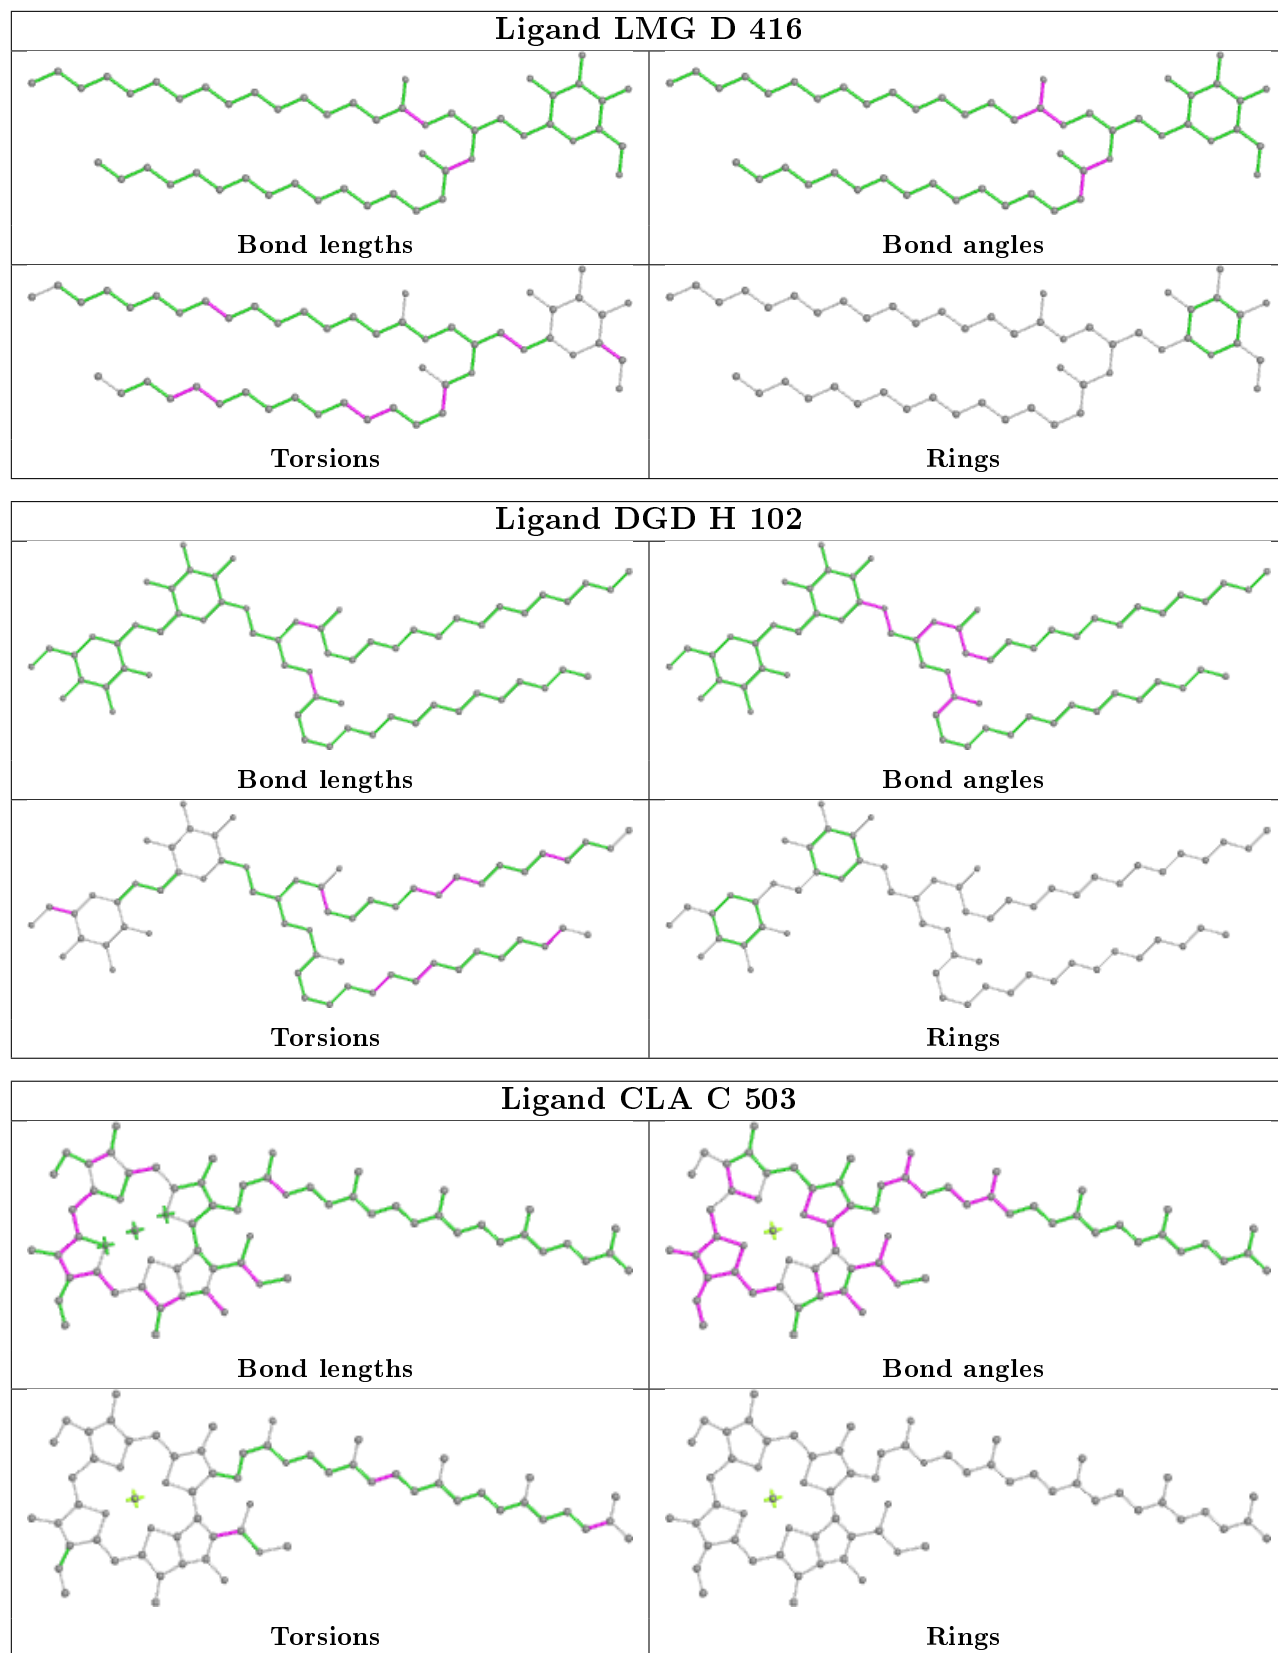 Ligand LMG D 416
Bond lengths
Bond angles
Torsions
Rings
Ligand DGD H 102
Bond lengths
Bond angles
Torsions
Rings
Ligand CLA C 503
Bond lengths
Bond angles
Torsions
Rings